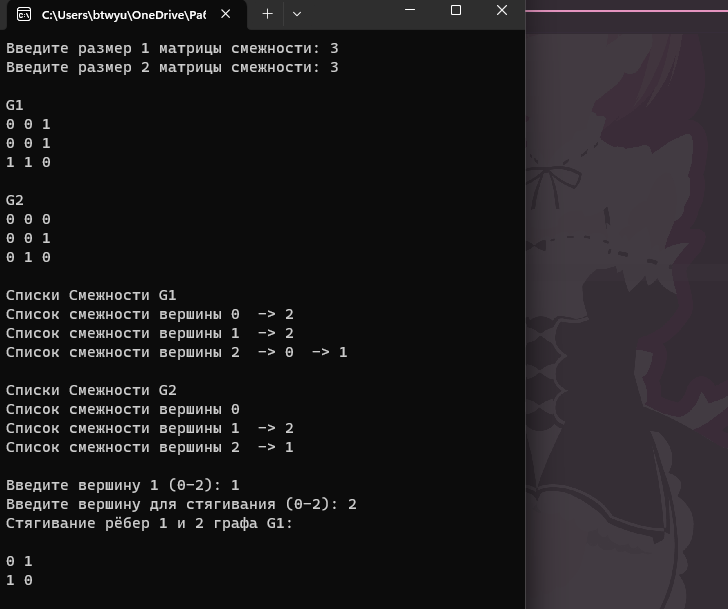 C:\Users\btwyu\OneDrive\Раб
Введите размер 1 матрицы смежности: 3
Введите размер 2 матрицы смежности: 3
G1
0 0 1
0 0 1
1 1 0
G2
0 0 0
0 0 1
0 1 0
Списки Смежности G1
Список смежности вершины 0  -> 2
Список смежности вершины 1  -> 2
Список смежности вершины 2  -> 0  -> 1
Списки Смежности G2
Список смежности вершины 0
Список смежности вершины 1  -> 2
Список смежности вершины 2  -> 1
Введите вершину 1 (0-2): 1
Введите вершину для стягивания (0-2): 2
Стягивание рёбер 1 и 2 графа G1:
0 1
1 0